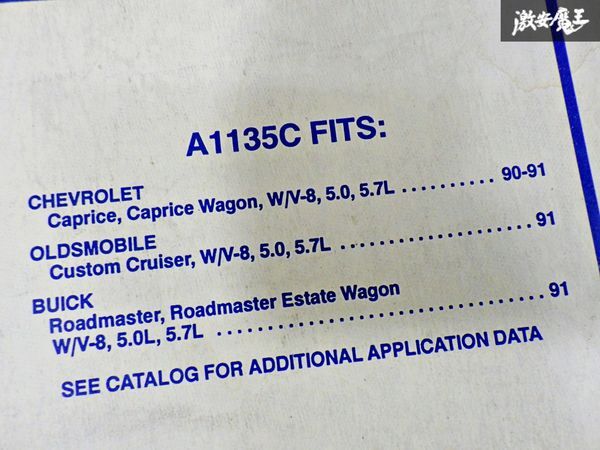 激安魔王
A1135C FITS:
CHEVROLET
Caprice, Caprice Wagon, W/V-8, 5.0, 5.7L .......... 90-91
OLDSMOBILE
Custom Cruiser, W/V-8, 5.0, 5.7L .................... 91
BUICK
Roadmaster, Roadmaster Estate Wagon
W/V-8, 5.0L, 5.7L .................................. 91
SEE CATALOG FOR ADDITIONAL APPLICATION DATA